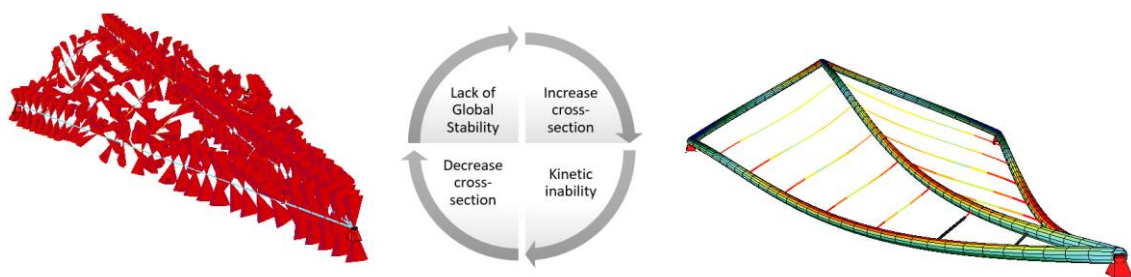 Lack of
Global
Stability
Increase
cross-
section
Decrease
cross-
section
Kinetic
inability